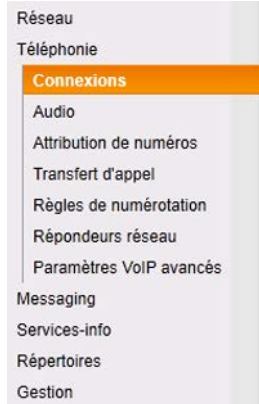 Réseau
Téléphonie
Connexions
Audio
Attribution de numéros
Transfert d'appel
Règles de numérotation
Répondeurs réseau
Paramètres VoIP avancés
Messaging
Services-info
Répertoires
Gestion